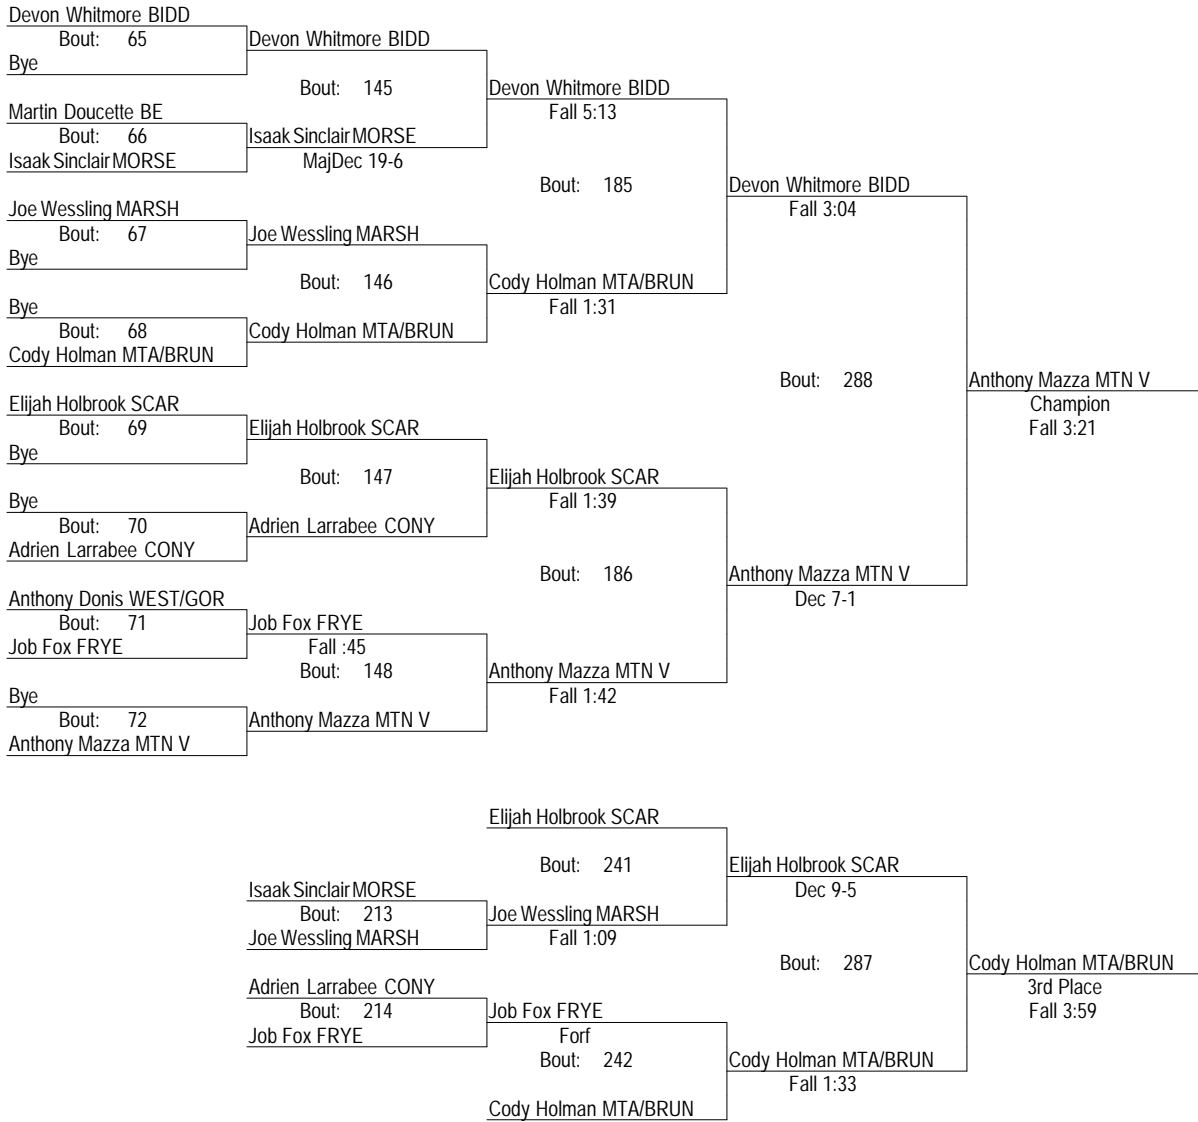 Devon Whitmore BIDD
Bout: 65
Bye
Devon Whitmore BIDD
Bout: 145
Martin Doucette BE
Bout: 66
Isaak Sinclair MORSE
Isaak Sinclair MORSE
MajDec 19-6
Devon Whitmore BIDD
Fall 5:13
Bout: 185
Joe Wessling MARSH
Bout: 67
Bye
Joe Wessling MARSH
Bout: 146
Bye
Bout: 68
Cody Holman MTA/BRUN
Cody Holman MTA/BRUN
Cody Holman MTA/BRUN
Fall 1:31
Devon Whitmore BIDD
Fall 3:04
Bout: 288
Elijah Holbrook SCAR
Bout: 69
Bye
Elijah Holbrook SCAR
Bout: 147
Bye
Bout: 70
Adrien Larrabee CONY
Adrien Larrabee CONY
Elijah Holbrook SCAR
Fall 1:39
Bout: 186
Anthony Donis WEST/GOR
Bout: 71
Job Fox FRYE
Job Fox FRYE
Fall :45
Bout: 148
Bye
Bout: 72
Anthony Mazza MTN V
Anthony Mazza MTN V
Anthony Mazza MTN V
Fall 1:42
Anthony Mazza MTN V
Dec 7-1
Anthony Mazza MTN V
Champion
Fall 3:21
Elijah Holbrook SCAR
Bout: 241
Isaak Sinclair MORSE
Bout: 213
Joe Wessling MARSH
Joe Wessling MARSH
Fall 1:09
Elijah Holbrook SCAR
Dec 9-5
Bout: 287
Adrien Larrabee CONY
Bout: 214
Job Fox FRYE
Job Fox FRYE
Forf
Bout: 242
Cody Holman MTA/BRUN
Cody Holman MTA/BRUN
Fall 1:33
Cody Holman MTA/BRUN
3rd Place
Fall 3:59